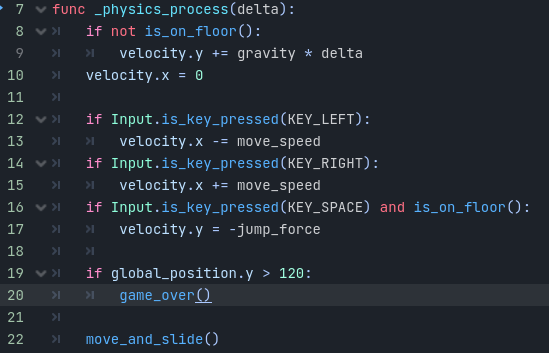 7 func _physics_process(delta):
8 if not is_on_floor():
9 velocity.y += gravity * delta
10 velocity.x = 0
11
12 if Input.is_key_pressed(KEY_LEFT):
13 velocity.x -= move_speed
14 if Input.is_key_pressed(KEY_RIGHT):
15 velocity.x += move_speed
16 if Input.is_key_pressed(KEY_SPACE) and is_on_floor():
17 velocity.y = -jump_force
18
19 if global_position.y > 120:
20 game_over()
21
22 move_and_slide()